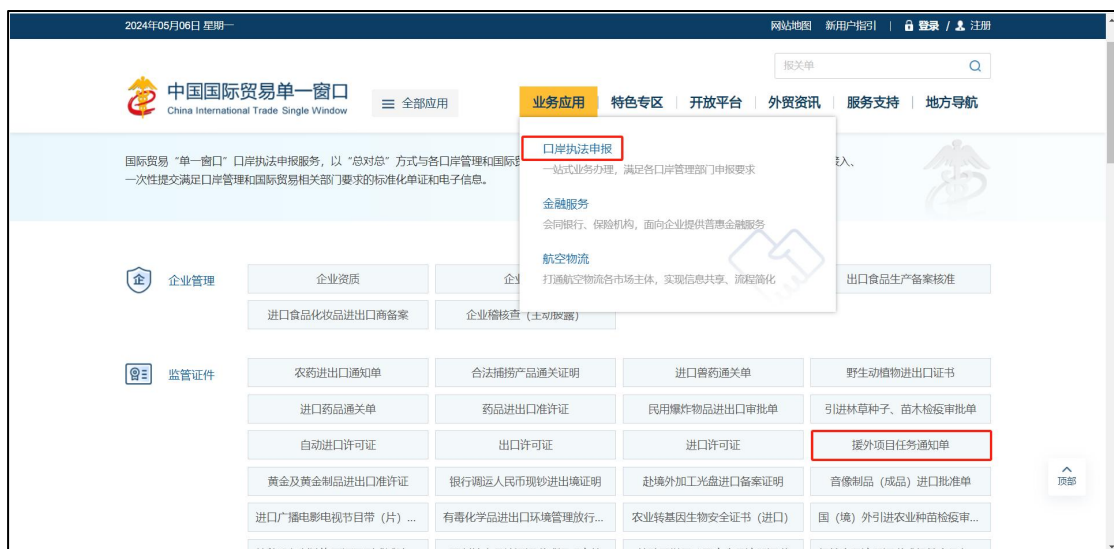 2024年05月06日 星期一
网站地图 新用户指引 | 登录 / 注册
报关单
中国国际贸易单一窗口
China International Trade Single Window
全部应用
业务应用 特色专区 开放平台 外贸资讯 服务支持 地方导航
口岸执法申报
一站式业务办理，满足各口岸管理部门申报要求
金融服务
会同银行、保险机构，面向企业提供普惠金融服务
航空物流
打通航空物流各市场主体，实现信息共享、流程简化
国际贸易“单一窗口”口岸执法申报服务，以“总对总”方式与各口岸管理和国际贸
入、
一次性提交满足口岸管理和国际贸易相关部门要求的标准化单证和电子信息。
企业管理 企业资质 企业 出口食品生产备案核准
进口食品化妆品进出口商备案 企业稽核查（主动披露）
监管证件 农药进出口通知单 合法捕捞产品通关证明 进口兽药通关单 野生动植物进出口证书
进口药品通关单 药品进出口准许证 民用爆炸物品进出口审批单 引进林草种子、苗木检疫审批单
自动进口许可证 出口许可证 进口许可证 援外项目任务通知单
黄金及黄金制品进出口准许证 银行调运人民币现钞进出境证明 赴境外加工光盘进口备案证明 音像制品（成品）进口批准单
进口广播电影电视节目带（片）... 有毒化学品进出口环境管理放行... 农业转基因生物安全证书（进口） 国（境）外引进农业种苗检疫审...
顶部